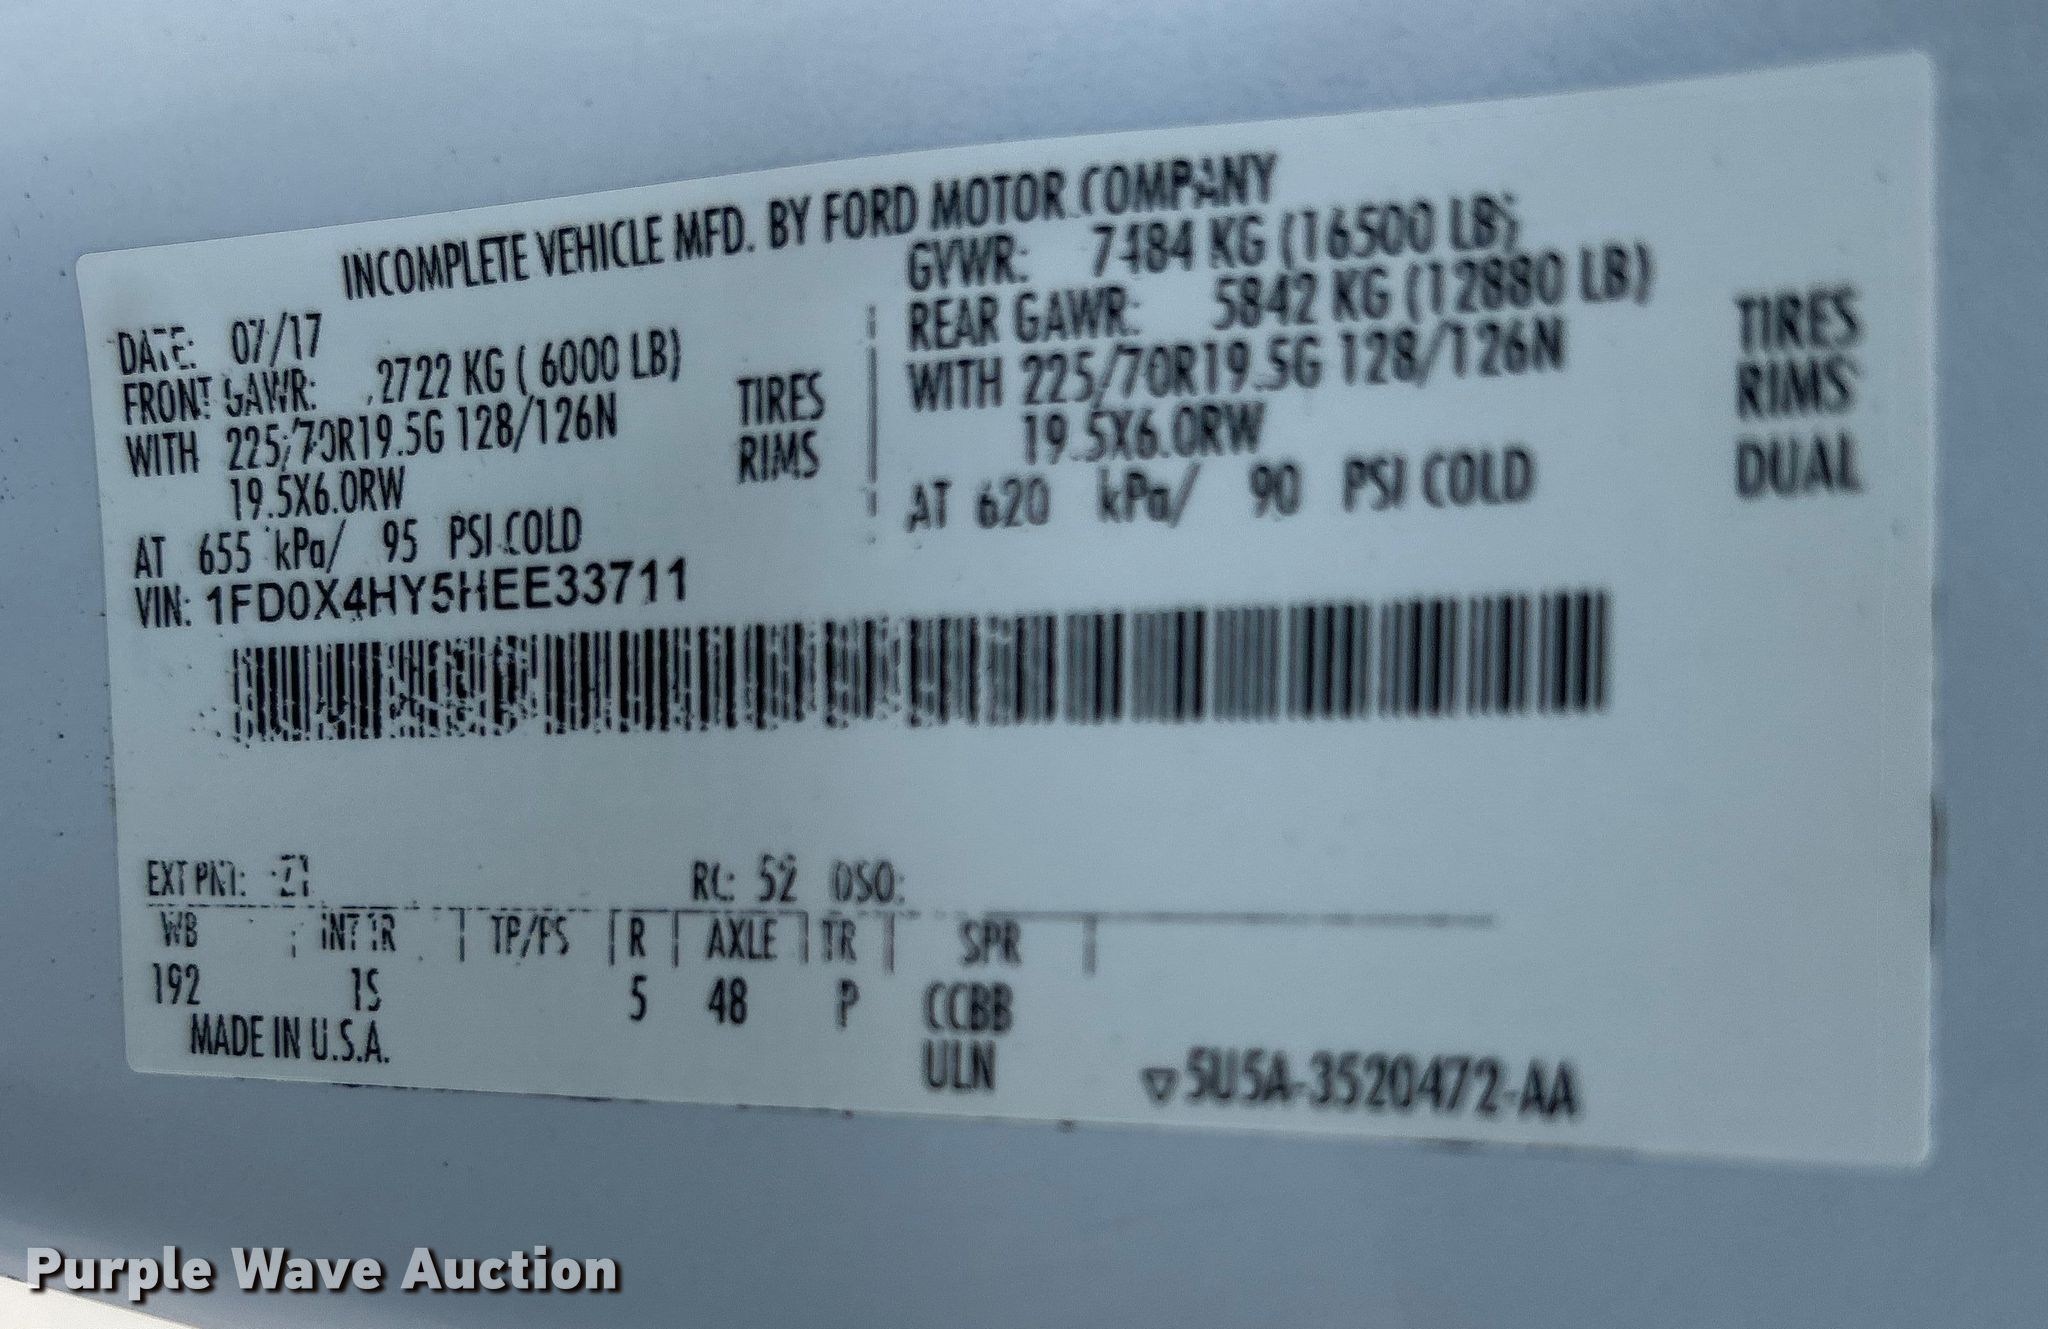 INCOMPLETE VEHICLE MFD. BY FORD MOTOR COMPANY
DATE: 07/17
GVWR: 7484 KG (16500 LB)
FRONT GAWR: 2722 KG ( 6000 LB)
REAR GAWR: 5842 KG (12880 LB)
WITH 225/70R19.5G 128/126N TIRES
WITH 225/70R19.5G 128/126N TIRES
19.5X6.0RW RIMS
19.5X6.0RW RIMS
AT 655 kPa/ 95 PSI COLD
AT 620 kPa/ 90 PSI COLD DUAL
VIN: 1FD0X4HY5HEE33711
EXT PNT: Z1 RC: 52 DSO:
WB INT TR TP/PS R AXLE TR SPR
192 1S 5 48 P CCBB
MADE IN U.S.A. ULN
▽5U5A-3520472-AA
Purple Wave Auction